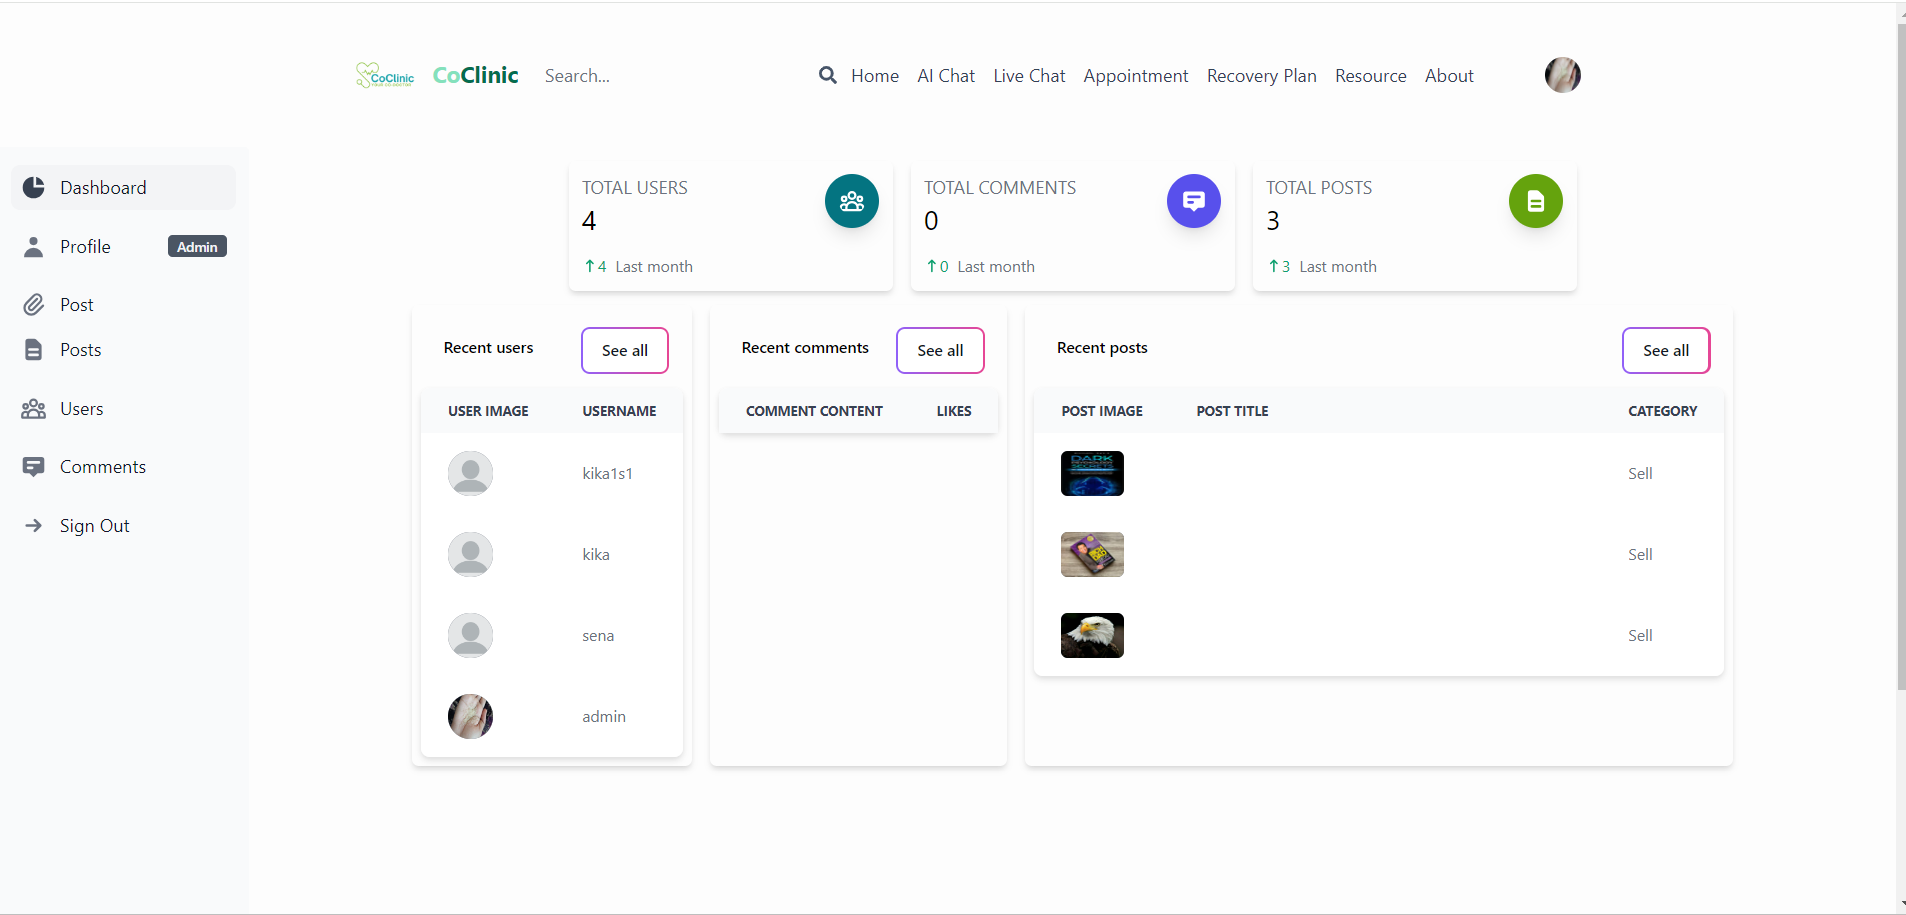 CoClinic
CoClinic
Search...
Home
AI Chat
Live Chat
Appointment
Recovery Plan
Resource
About
Dashboard
Profile
Admin
Post
Posts
Users
Comments
Sign Out
TOTAL USERS
4
4 Last month
TOTAL COMMENTS
0
0 Last month
TOTAL POSTS
3
3 Last month
Recent users
See all
USER IMAGE
USERNAME
kika1s1
kika
sena
admin
Recent comments
See all
COMMENT CONTENT
LIKES
Recent posts
See all
POST IMAGE
POST TITLE
CATEGORY
DARK
SECRETS
Sell
Sell
Sell